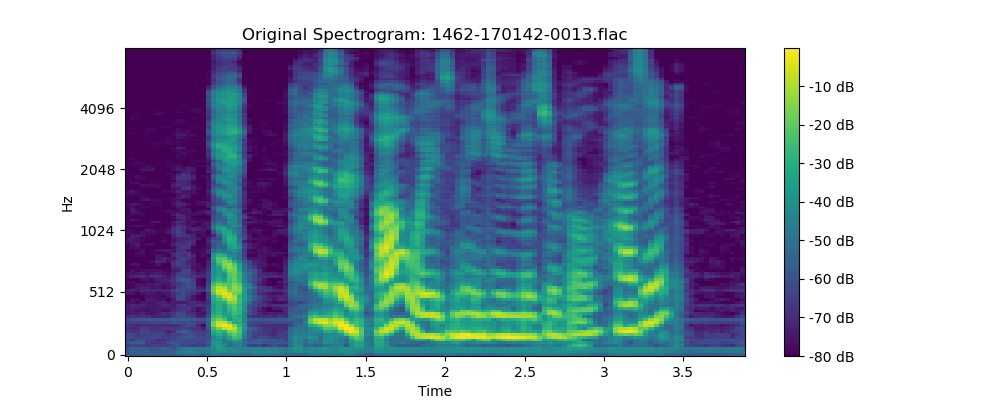 Original Spectrogram: 1462-170142-0013.flac
Hz
4096
2048
1024
512
0
0
0.5
1
1.5
2
2.5
3
3.5
Time
-10 dB
-20 dB
-30 dB
-40 dB
-50 dB
-60 dB
-70 dB
-80 dB